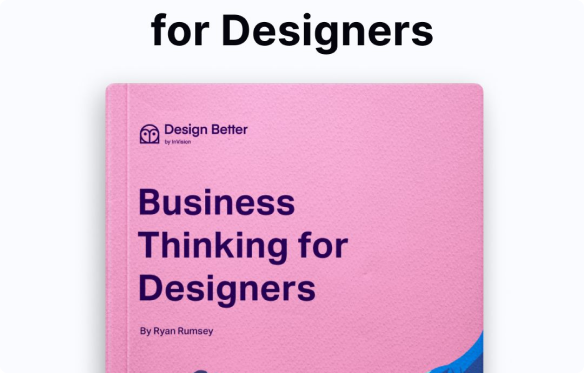 for Designers
Design Better
by InVision
Business
Thinking for
Designers
By Ryan Rumsey